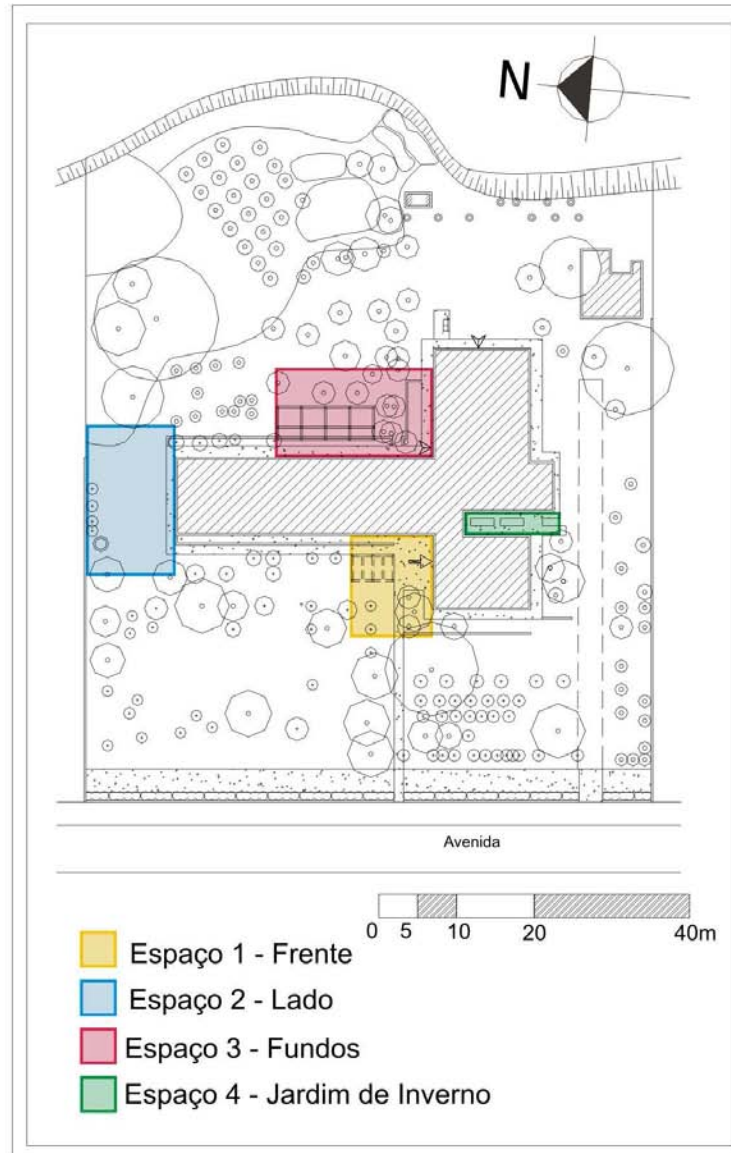 N
Avenida
0 5 10 20 40m
Espaço 1 - Frente
Espaço 2 - Lado
Espaço 3 - Fundos
Espaço 4 - Jardim de Inverno